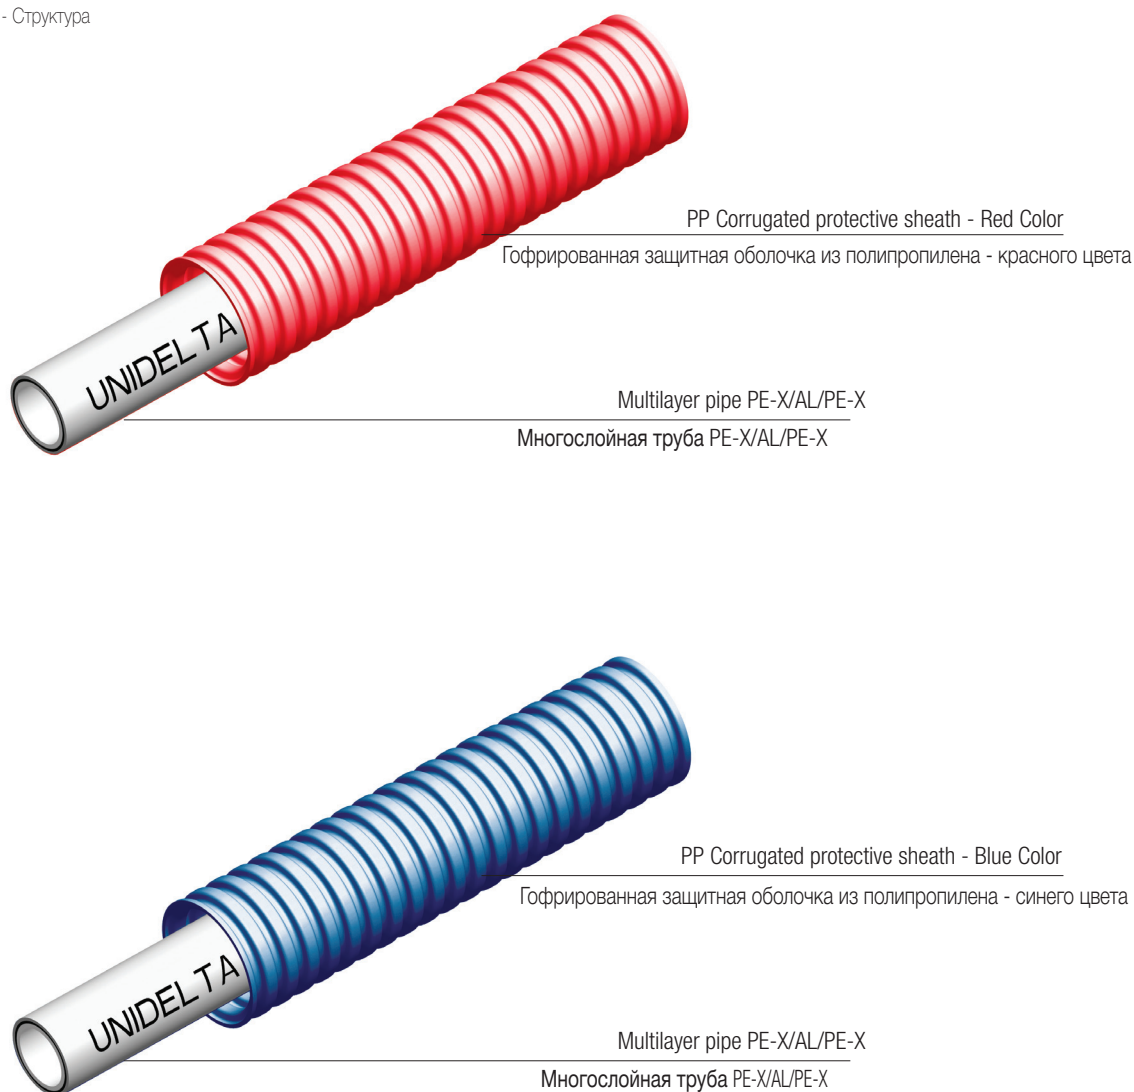 - Структура
PP Corrugated protective sheath - Red Color
Гофрированная защитная оболочка из полипропилена - красного цвета
UNIDELTA
Multilayer pipe PE-X/AL/PE-X
Многослойная труба PE-X/AL/PE-X
PP Corrugated protective sheath - Blue Color
Гофрированная защитная оболочка из полипропилена - синего цвета
UNIDELTA
Multilayer pipe PE-X/AL/PE-X
Многослойная труба PE-X/AL/PE-X